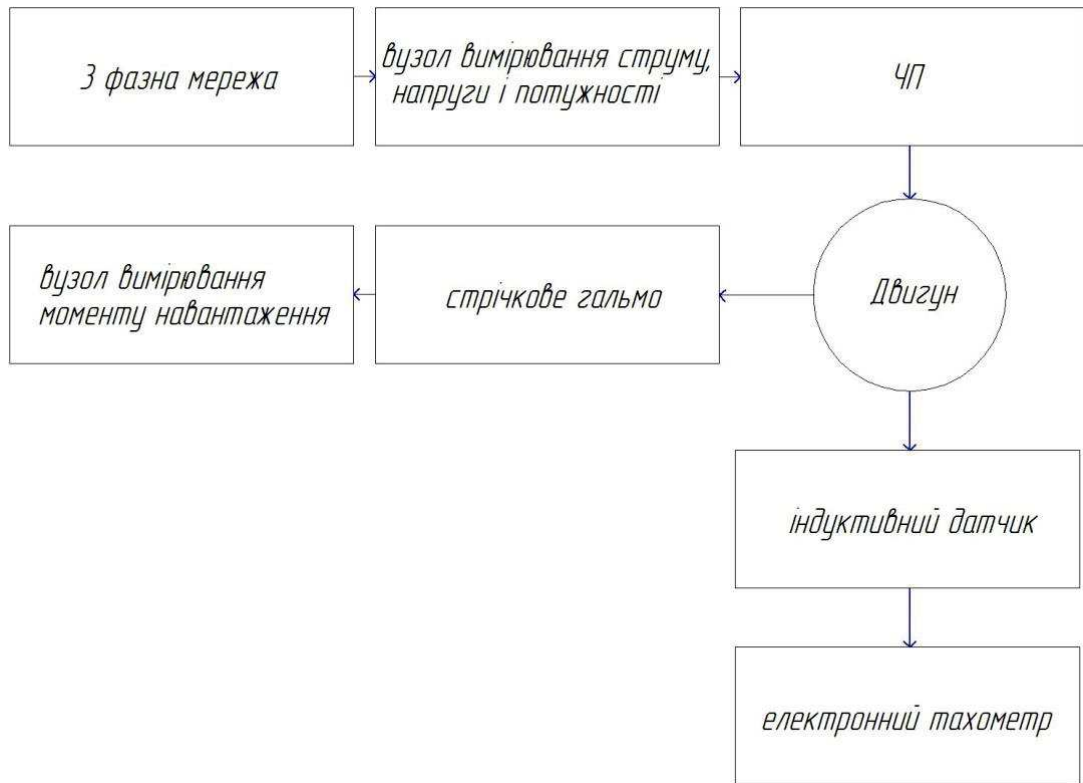 3 фазна мережа
вузол вимірювання струму,
напруги і потужності
ЧП
вузол вимірювання
моменту навантаження
стрічкове гальмо
Двигун
індуктивний датчик
електронний тахометр